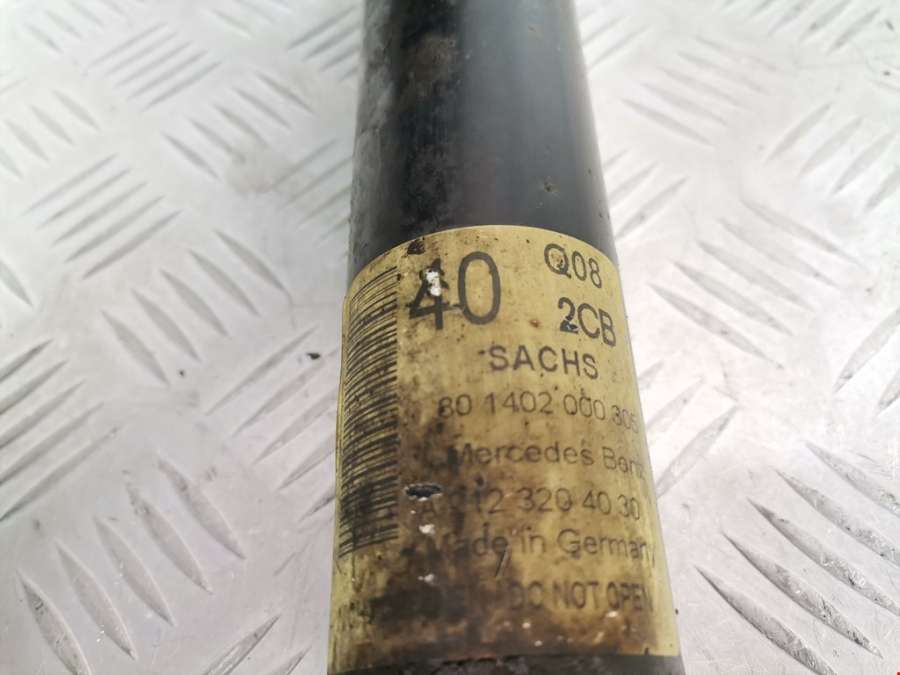 40 Q08
2CB
SACHS
80 1402 000 305
Mercedes Benz
A 212 320 40 30
Made in Germany
DO NOT OPEN